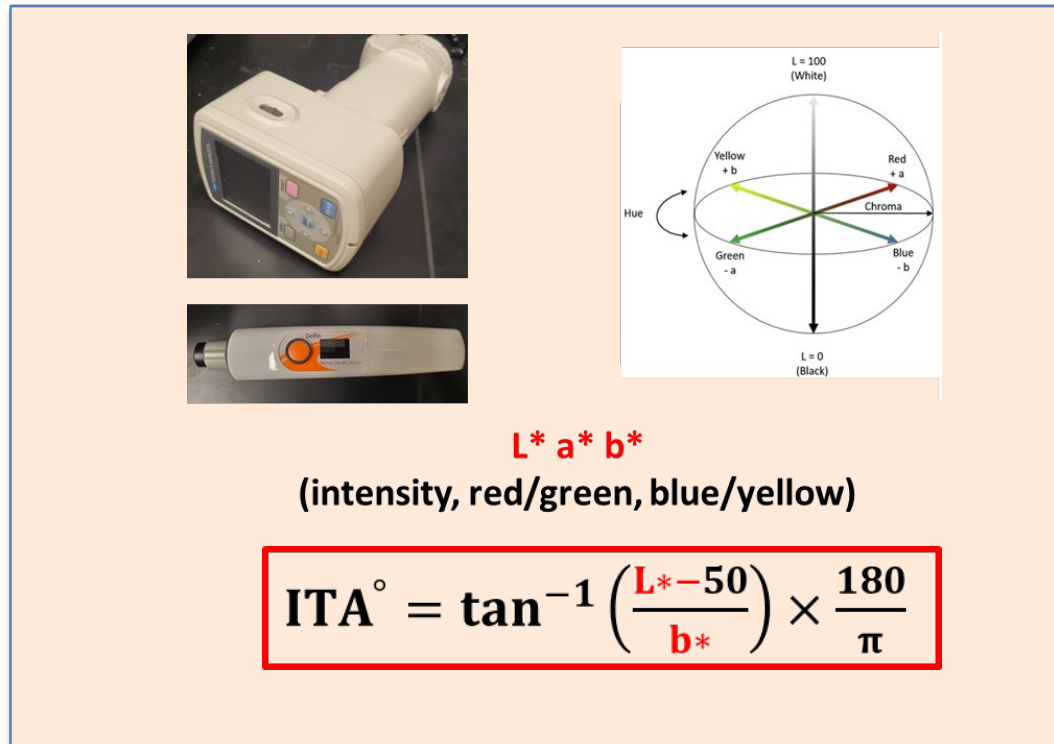 L = 100
(White)
Yellow
+ b
Red
+ a
Hue
Chroma
Green
- a
Blue
- b
L = 0
(Black)
Delfin
L* a* b*
(intensity, red/green, blue/yellow)
ITA° = tan⁻¹ (L*−50 / b*) × 180 / π